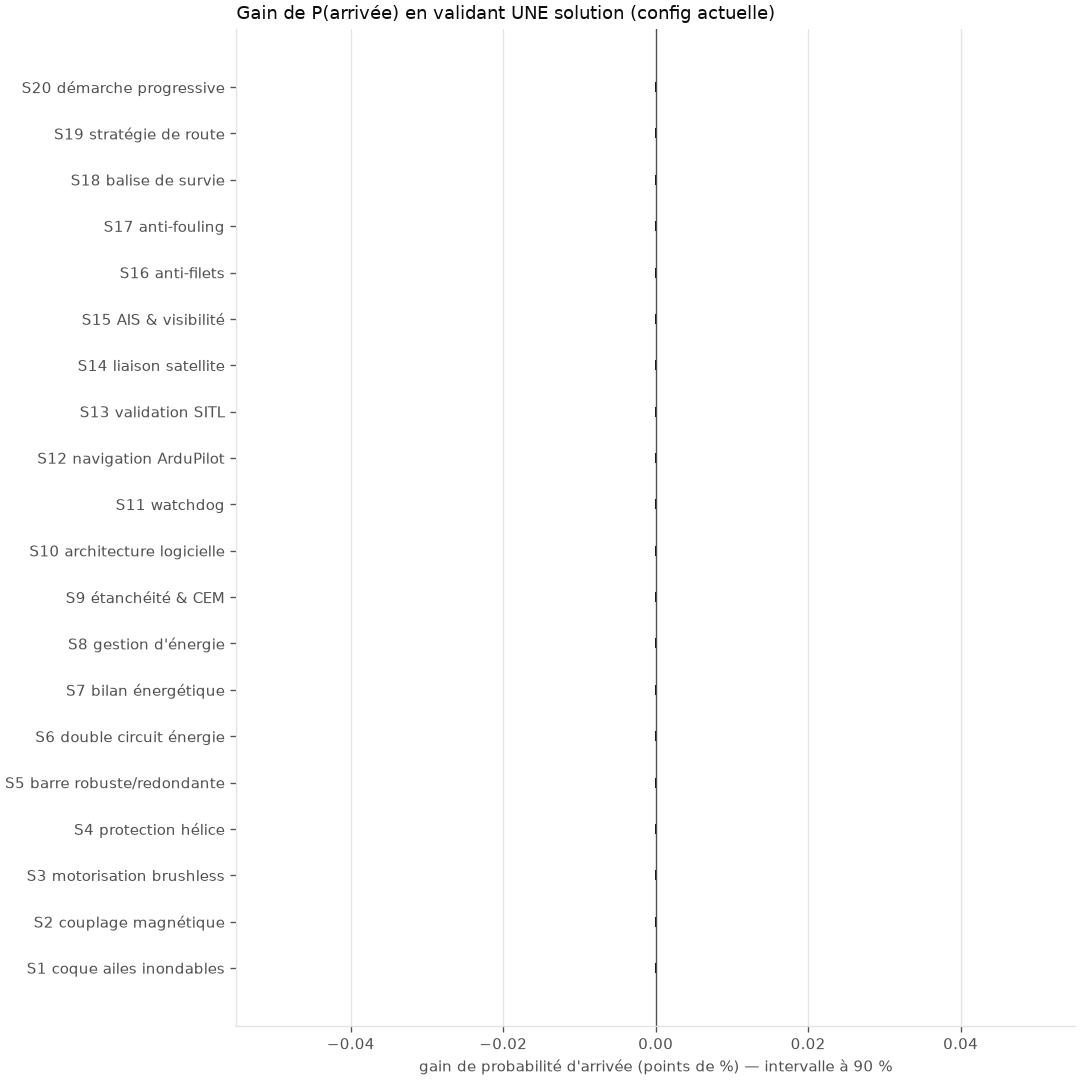 Gain de P(arrivée) en validant UNE solution (config actuelle)
S20 démarche progressive
S19 stratégie de route
S18 balise de survie
S17 anti-fouling
S16 anti-filets
S15 AIS & visibilité
S14 liaison satellite
S13 validation SITL
S12 navigation ArduPilot
S11 watchdog
S10 architecture logicielle
S9 étanchéité & CEM
S8 gestion d'énergie
S7 bilan énergétique
S6 double circuit énergie
S5 barre robuste/redondante
S4 protection hélice
S3 motorisation brushless
S2 couplage magnétique
S1 coque ailes inondables
−0.04 −0.02 0.00 0.02 0.04
gain de probabilité d'arrivée (points de %) — intervalle à 90 %